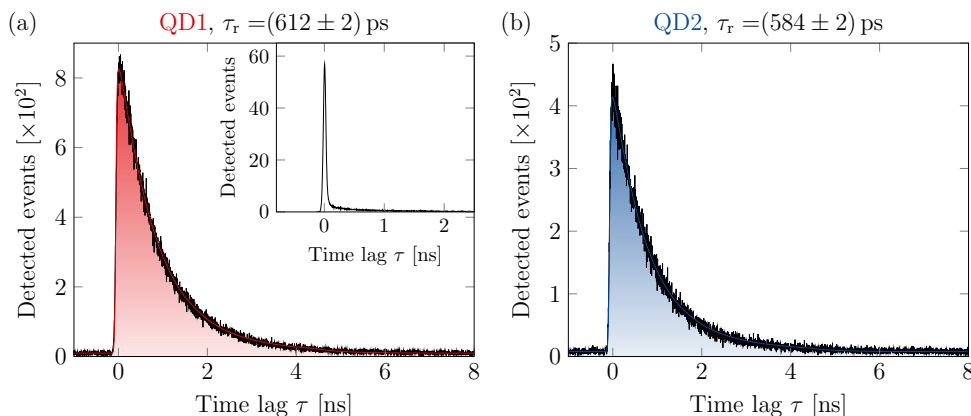 (a) QD1, τr =(612 ± 2) ps
Detected events [×10²]
8
6
4
2
0
0 2 4 6 8
Time lag τ [ns]
Detected events
60
40
20
0
0 1 2
Time lag τ [ns]
(b) QD2, τr =(584 ± 2) ps
Detected events [×10²]
5
4
3
2
1
0
0 2 4 6 8
Time lag τ [ns]